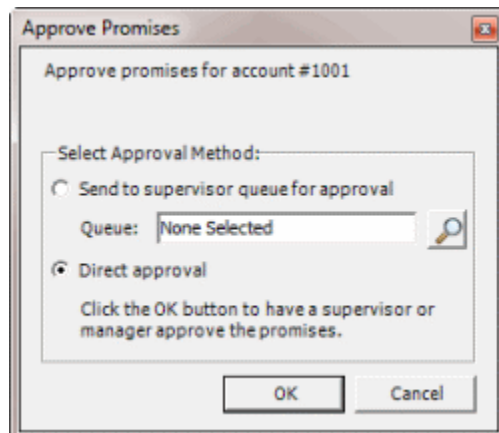 Approve Promises
Approve promises for account #1001
Select Approval Method:
Send to supervisor queue for approval
Queue: None Selected
Direct approval
Click the OK button to have a supervisor or
manager approve the promises.
OK Cancel